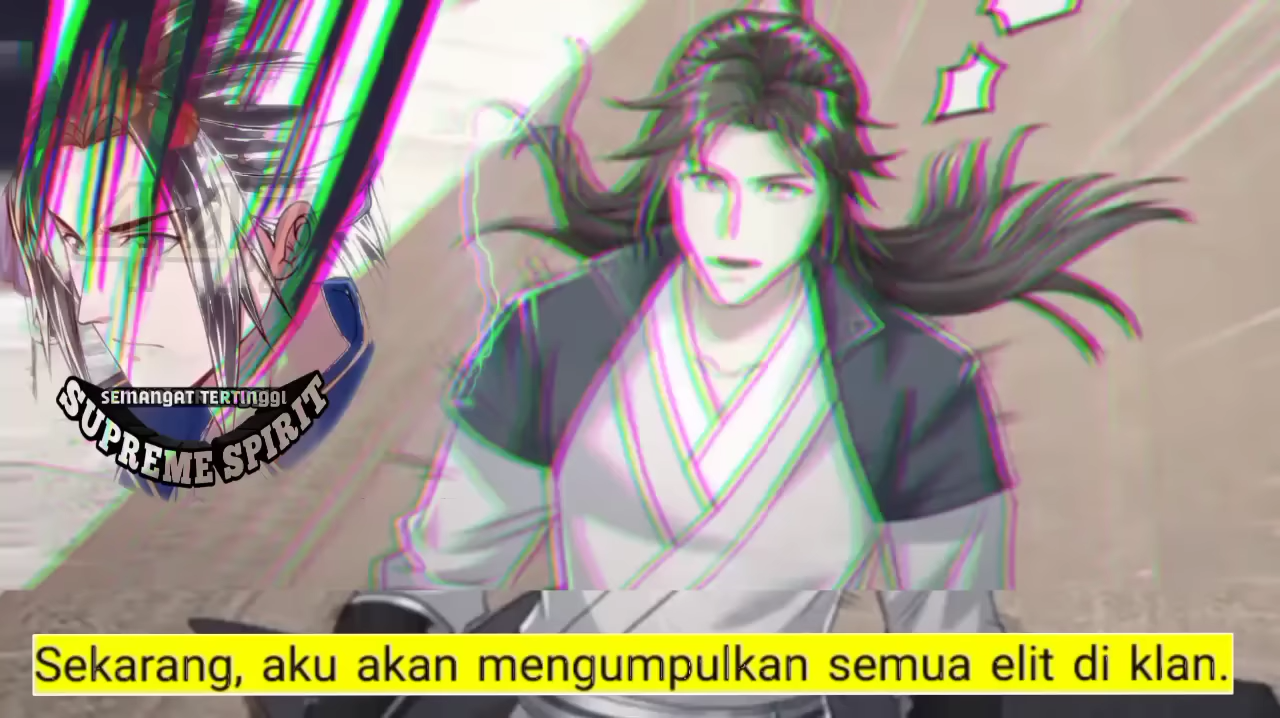 SEMANGAT TERTINGGI
SUPREME SPIRIT
Sekarang, aku akan mengumpulkan semua elit di klan.